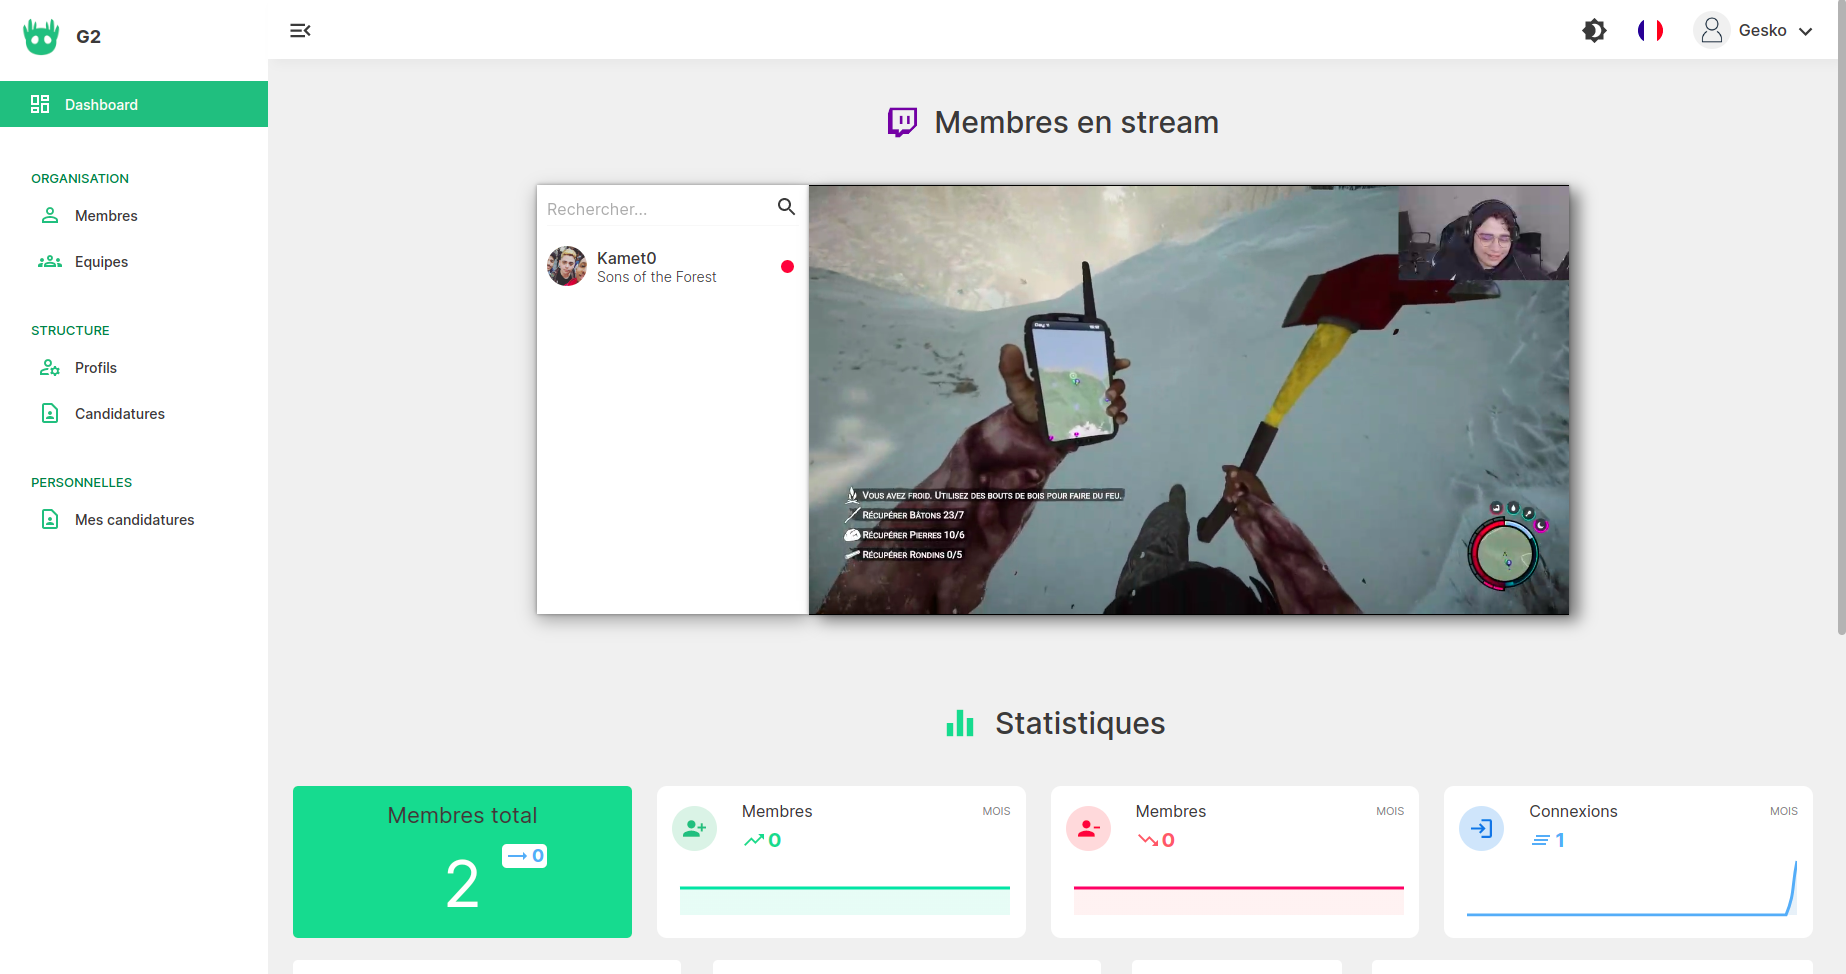 G2
Gesko
Dashboard
ORGANISATION
Membres
Equipes
STRUCTURE
Profils
Candidatures
PERSONNELLES
Mes candidatures
Membres en stream
Rechercher...
Kamet0
Sons of the Forest
Vous avez froid. Utilisez des bouts de bois pour faire du feu.
Récupérer Bâtons 23/7
Récupérer Pierres 10/6
Récupérer Rondins 0/5
Statistiques
Membres total
2
0
Membres
MOIS
0
Membres
MOIS
0
Connexions
MOIS
1